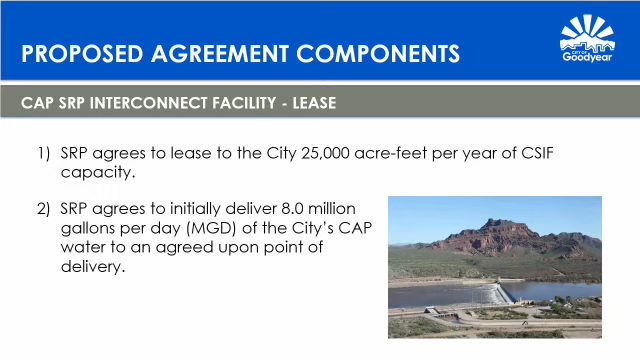 PROPOSED AGREEMENT COMPONENTS
CITY OF
Goodyear
CAP SRP INTERCONNECT FACILITY - LEASE
1) SRP agrees to lease to the City 25,000 acre-feet per year of CSIF
capacity.
2) SRP agrees to initially deliver 8.0 million
gallons per day (MGD) of the City's CAP
water to an agreed upon point of
delivery.